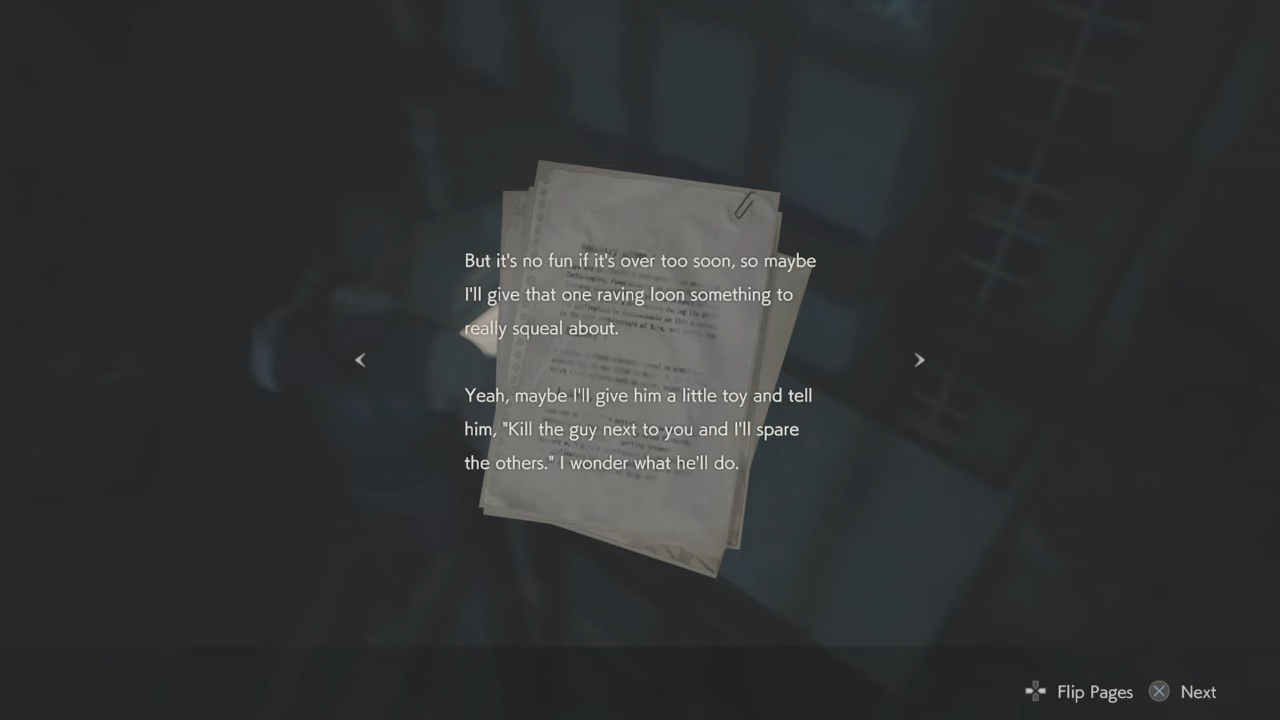 But it's no fun if it's over too soon, so maybe
I'll give that one raving loon something to
really squeal about.
Yeah, maybe I'll give him a little toy and tell
him, "Kill the guy next to you and I'll spare
the others." I wonder what he'll do.
Flip Pages
Next